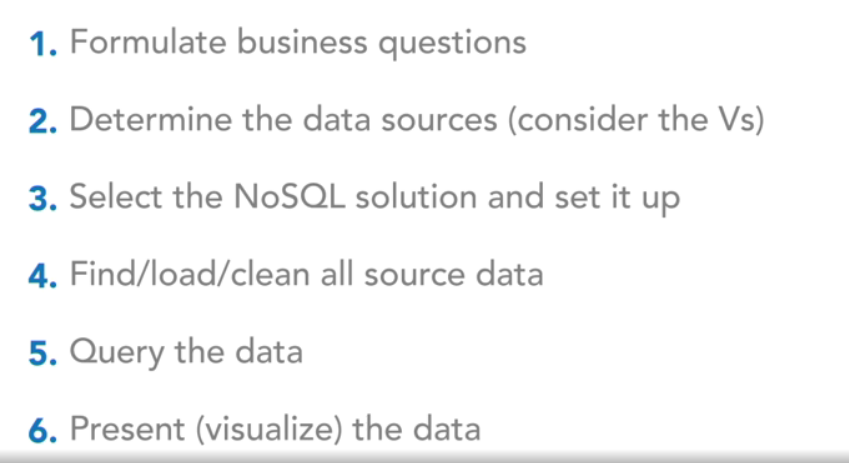 1. Formulate business questions
2. Determine the data sources (consider the Vs)
3. Select the NoSQL solution and set it up
4. Find/load/clean all source data
5. Query the data
6. Present (visualize) the data